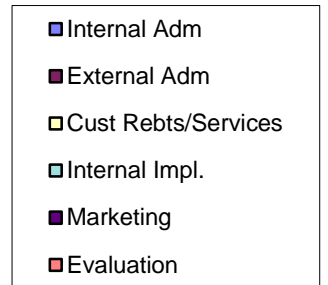 Internal Adm
External Adm
Cust Rebts/Services
Internal Impl.
Marketing
Evaluation